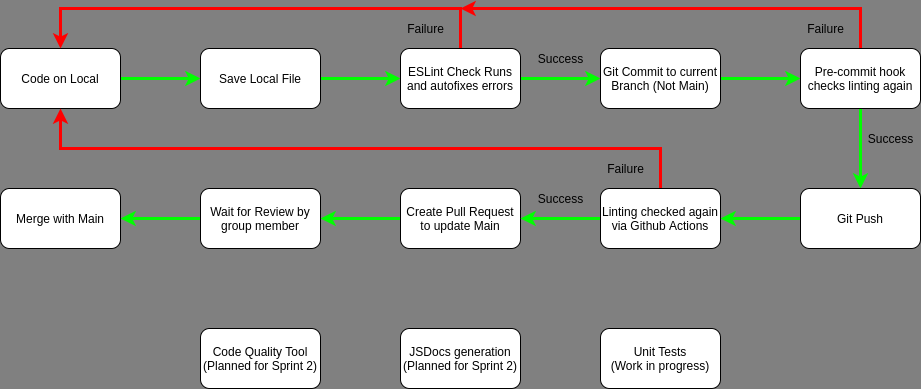 Failure
Failure
Code on Local
Save Local File
ESLint Check Runs
and autofixes errors
Success
Git Commit to current
Branch (Not Main)
Pre-commit hook
checks linting again
Success
Failure
Merge with Main
Wait for Review by
group member
Create Pull Request
to update Main
Success
Linting checked again
via Github Actions
Git Push
Code Quality Tool
(Planned for Sprint 2)
JSDocs generation
(Planned for Sprint 2)
Unit Tests
(Work in progress)